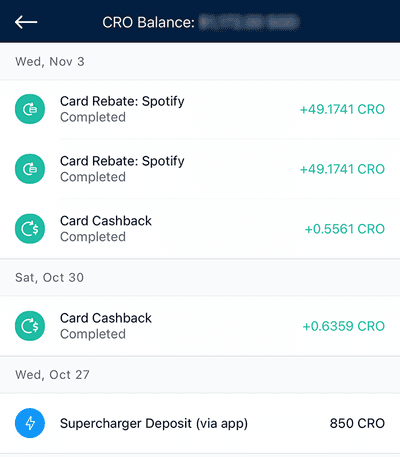 CRO Balance:
Wed, Nov 3
Card Rebate: Spotify
+49.1741 CRO
Completed
Card Rebate: Spotify
+49.1741 CRO
Completed
Card Cashback
+0.5561 CRO
Completed
Sat, Oct 30
Card Cashback
+0.6359 CRO
Completed
Wed, Oct 27
Supercharger Deposit (via app)
850 CRO